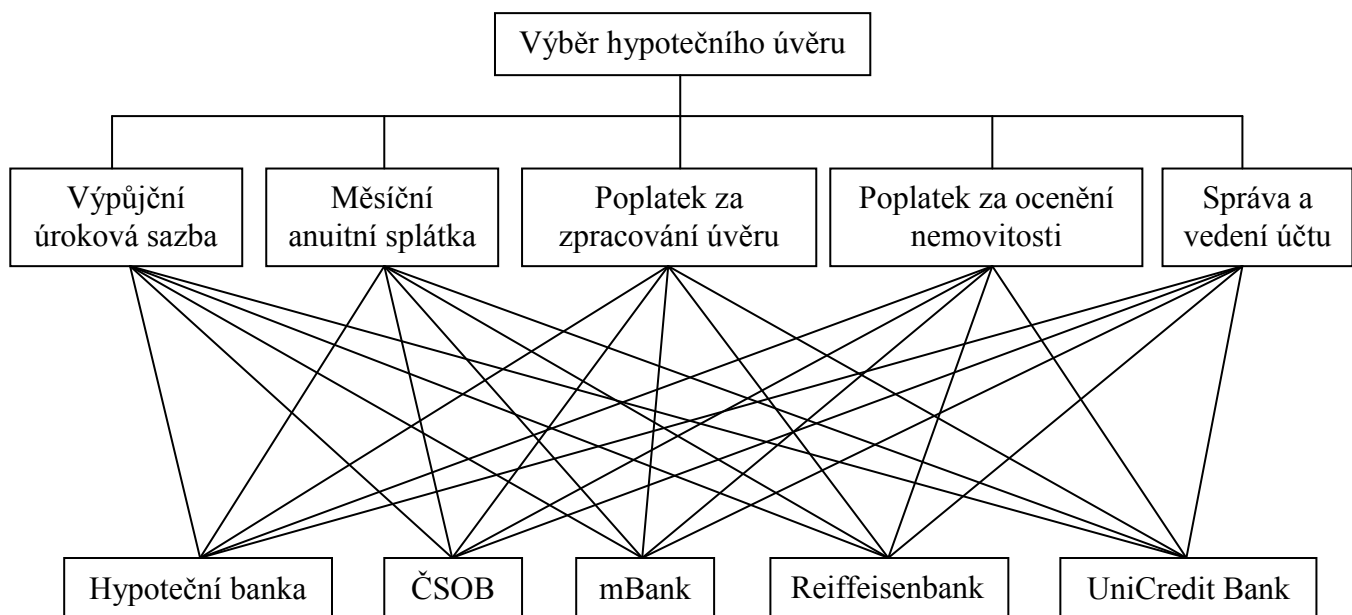 Výběr hypotečního úvěru
Výpůjční
úroková sazba
Měsíční
anuitní splátka
Poplatek za
zpracování úvěru
Poplatek za ocenění
nemovitosti
Správa a
vedení účtu
Hypoteční banka
ČSOB
mBank
Reiffeisenbank
UniCredit Bank